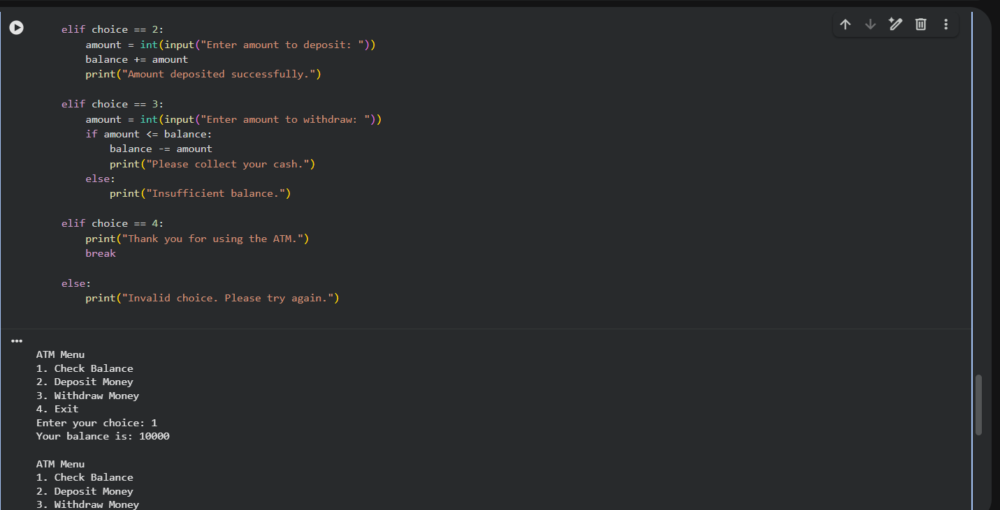 elif choice == 2:
amount = int(input("Enter amount to deposit: "))
balance += amount
print("Amount deposited successfully.")
elif choice == 3:
amount = int(input("Enter amount to withdraw: "))
if amount <= balance:
balance -= amount
print("Please collect your cash.")
else:
print("Insufficient balance.")
elif choice == 4:
print("Thank you for using the ATM.")
break
else:
print("Invalid choice. Please try again.")
ATM Menu
1. Check Balance
2. Deposit Money
3. Withdraw Money
4. Exit
Enter your choice: 1
Your balance is: 10000
ATM Menu
1. Check Balance
2. Deposit Money
3. Withdraw Money